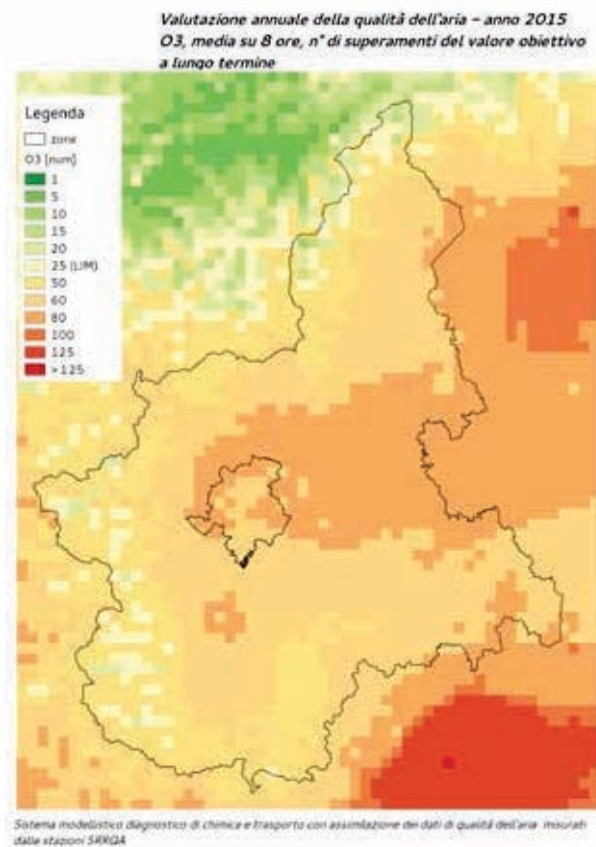 Valutazione annuale della qualità dell'aria – anno 2015
O3, media su 8 ore, n° di superamenti del valore obiettivo
a lungo termine
Legenda
zone
O3 [num]
1
5
10
15
20
25 (LIM)
50
60
80
100
125
>125
Sistema modellistico diagnostico di chimica e trasporto con assimilazione dei dati di qualità dell'aria misurati
dalle stazioni SRRQA